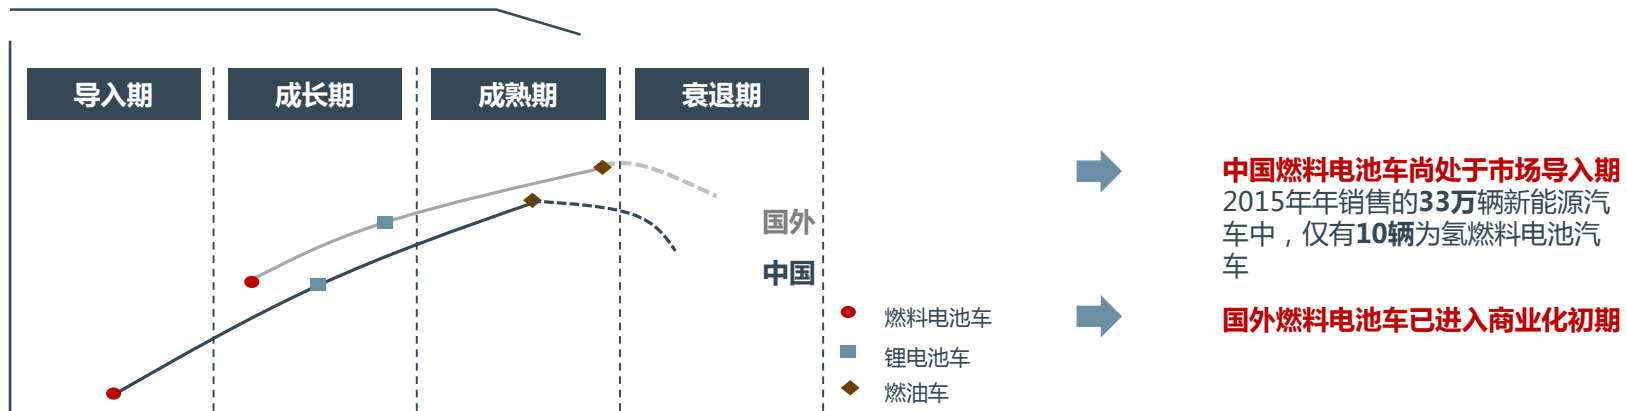 导入期
成长期
成熟期
衰退期
国外
中国
燃料电池车
锂电池车
燃油车
中国燃料电池车尚处于市场导入期
2015年年销售的33万辆新能源汽
车中，仅有10辆为氢燃料电池汽
车
国外燃料电池车已进入商业化初期